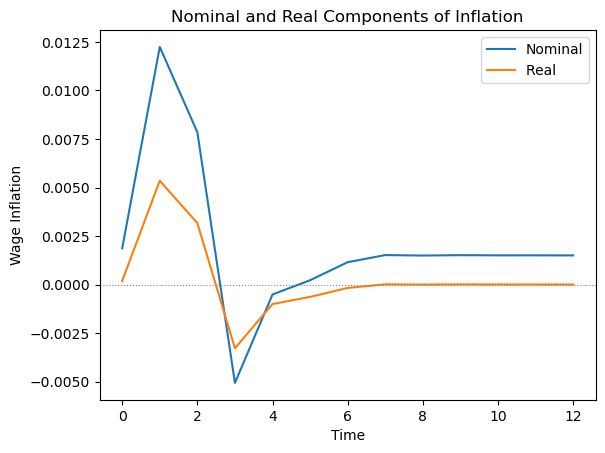 Nominal and Real Components of Inflation
Nominal
Real
Wage Inflation
0.0125
0.0100
0.0075
0.0050
0.0025
0.0000
−0.0025
−0.0050
0 2 4 6 8 10 12
Time